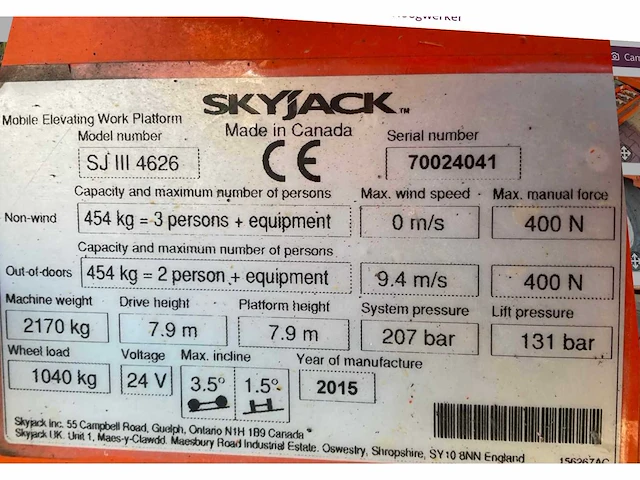 Hoogwerker
Cam
SKYJACK™
Mobile Elevating Work Platform
Made in Canada
Model number
Serial number
SJ III 4626
CE
70024041
Capacity and maximum number of persons
Max. wind speed
Max. manual force
Non-wind
454 kg = 3 persons + equipment
0 m/s
400 N
Capacity and maximum number of persons
Out-of-doors
454 kg = 2 person + equipment
9.4 m/s
400 N
Machine weight
Drive height
Platform height
System pressure
Lift pressure
2170 kg
7.9 m
7.9 m
207 bar
131 bar
Wheel load
Voltage
Max. incline
Year of manufacture
1040 kg
24 V
3.5°
1.5°
2015
Skyjack Inc. 55 Campbell Road, Guelph, Ontario N1H 1B9 Canada
Skyjack UK. Unit 1, Maes-y-Clawdd. Maesbury Road Industrial Estate. Oswestry, Shropshire, SY10 8NN England
156267AC